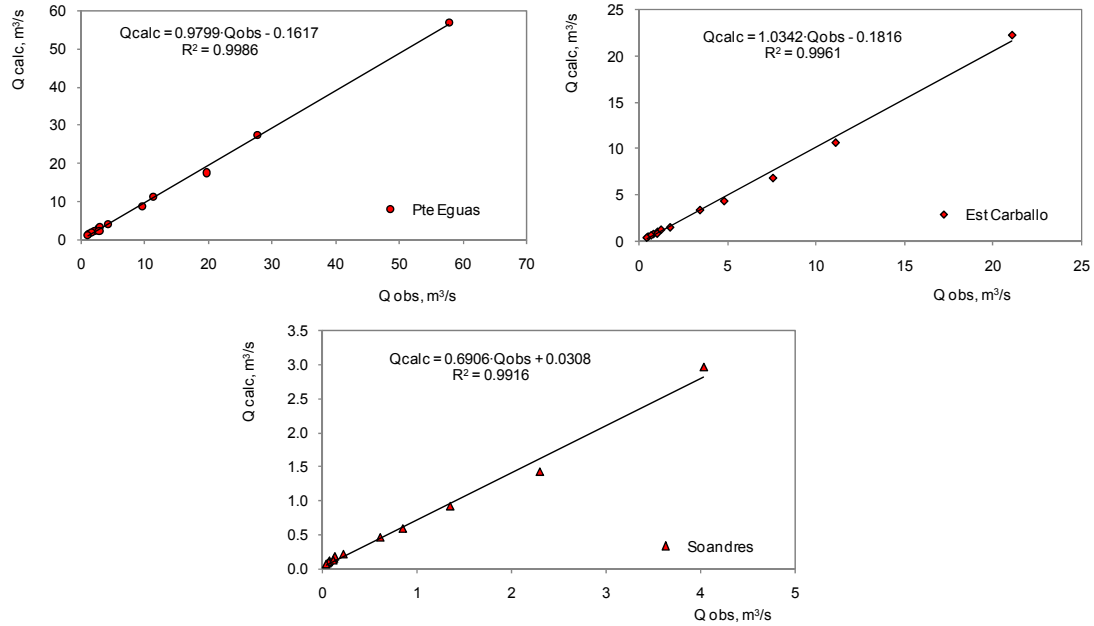 Q calc, m³/s
60
50
40
30
20
10
0
Qcalc = 0.9799·Qobs - 0.1617
R² = 0.9986
Pte Eguas
0 10 20 30 40 50 60 70
Q obs, m³/s
Q calc, m³/s
25
20
15
10
5
0
Qcalc = 1.0342·Qobs - 0.1816
R² = 0.9961
Est Carballo
0 5 10 15 20 25
Q obs, m³/s
Q calc, m³/s
3.5
3.0
2.5
2.0
1.5
1.0
0.5
0.0
Qcalc = 0.6906·Qobs + 0.0308
R² = 0.9916
Soandres
0 1 2 3 4 5
Q obs, m³/s